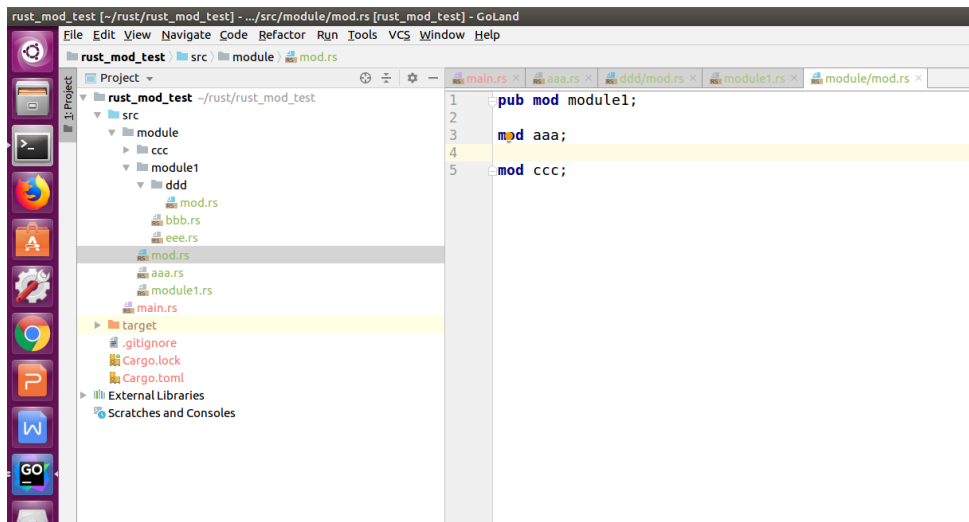 rust_mod_test [~/rust/rust_mod_test] - .../src/module/mod.rs [rust_mod_test] - GoLand
File Edit View Navigate Code Refactor Run Tools VCS Window Help
rust_mod_test src module mod.rs
1: Project
Project
main.rs aaa.rs ddd/mod.rs module1.rs module/mod.rs
rust_mod_test ~/rust/rust_mod_test
src
module
ccc
module1
ddd
mod.rs
bbb.rs
eee.rs
mod.rs
aaa.rs
module1.rs
main.rs
target
.gitignore
Cargo.lock
Cargo.toml
External Libraries
Scratches and Consoles
1 pub mod module1;
2
3 mod aaa;
4
5 mod ccc;
GO